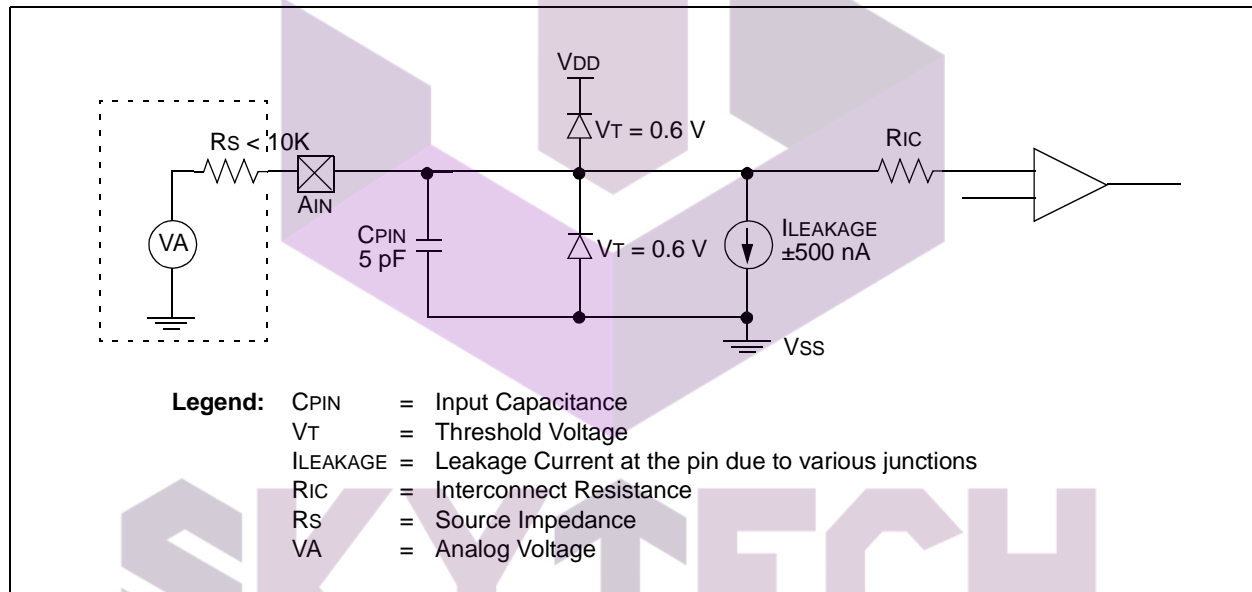 VDD
VT = 0.6 V
RS < 10K
RIC
AIN
CPIN
5 pF
VA
VT = 0.6 V
ILEAKAGE
±500 nA
VSS
Legend: CPIN = Input Capacitance
VT = Threshold Voltage
ILEAKAGE = Leakage Current at the pin due to various junctions
RIC = Interconnect Resistance
RS = Source Impedance
VA = Analog Voltage
SKYTECH